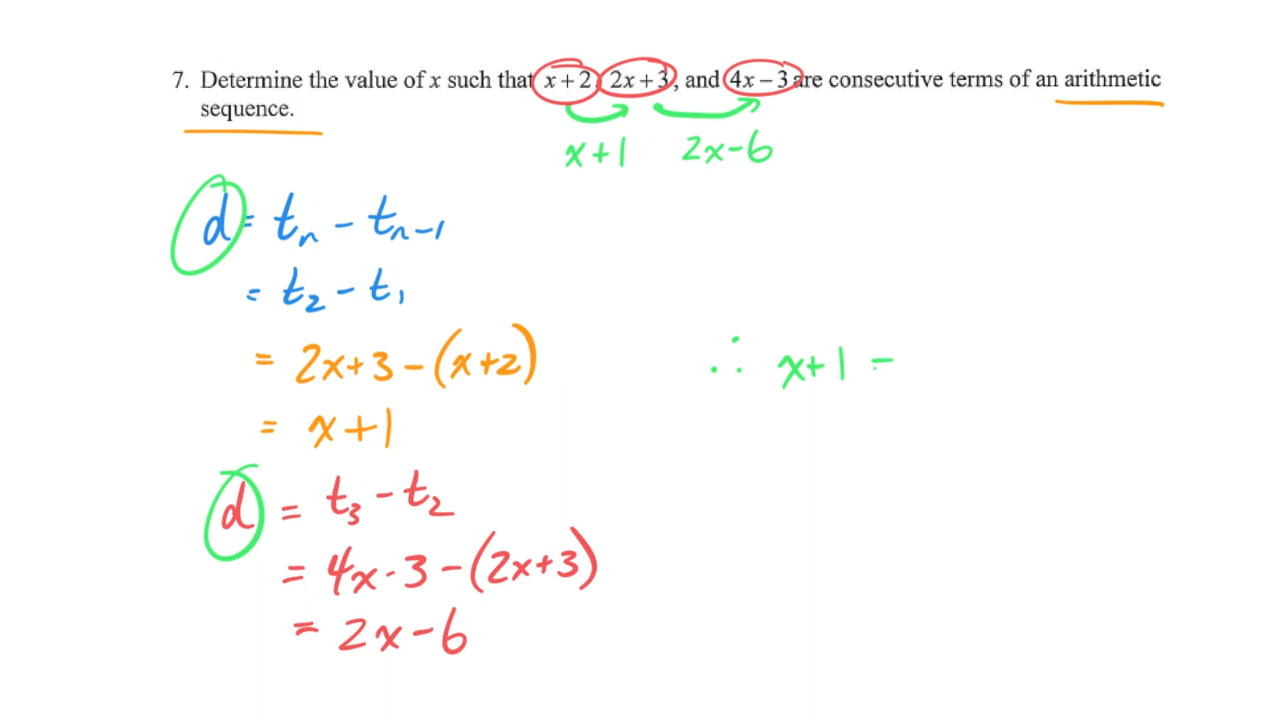 7. Determine the value of x such that x + 2, 2x + 3, and 4x – 3 are consecutive terms of an arithmetic
sequence.
x+1 2x-6
d = tₙ - tₙ₋₁
= t₂ - t₁
= 2x+3-(x+2)
∴ x+1 =
= x+1
d = t₃ - t₂
= 4x-3-(2x+3)
= 2x-6